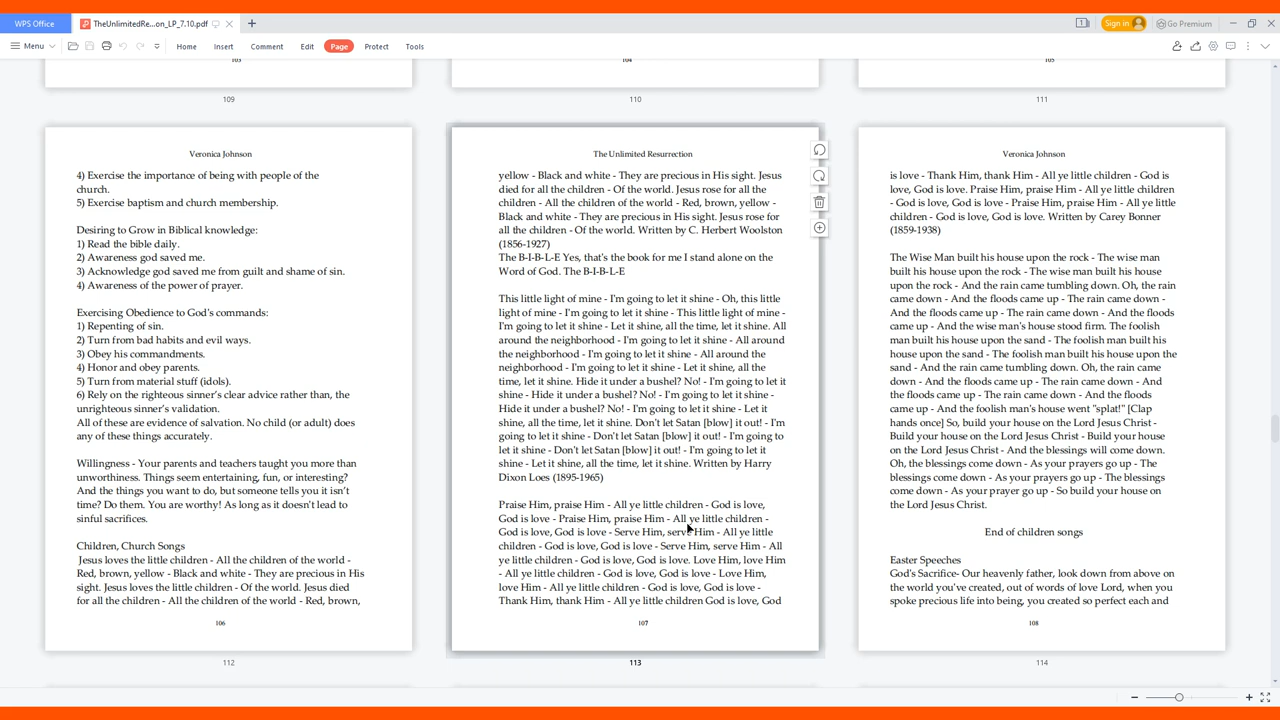 WPS Office
TheUnlimitedRe...on_LP_7.10.pdf
1
Sign in
Go Premium
Menu
Home
Insert
Comment
Edit
Page
Protect
Tools
103
104
105
109
110
111
Veronica Johnson
4) Exercise the importance of being with people of the
church.
5) Exercise baptism and church membership.
Desiring to Grow in Biblical knowledge:
1) Read the bible daily.
2) Awareness god saved me.
3) Acknowledge god saved me from guilt and shame of sin.
4) Awareness of the power of prayer.
Exercising Obedience to God's commands:
1) Repenting of sin.
2) Turn from bad habits and evil ways.
3) Obey his commandments.
4) Honor and obey parents.
5) Turn from material stuff (idols).
6) Rely on the righteous sinner's clear advice rather than, the
unrighteous sinner's validation.
All of these are evidence of salvation. No child (or adult) does
any of these things accurately.
Willingness - Your parents and teachers taught you more than
unworthiness. Things seem entertaining, fun, or interesting?
And the things you want to do, but someone tells you it isn't
time? Do them. You are worthy! As long as it doesn't lead to
sinful sacrifices.
Children, Church Songs
Jesus loves the little children - All the children of the world -
Red, brown, yellow - Black and white - They are precious in His
sight. Jesus loves the little children - Of the world. Jesus died
for all the children - All the children of the world - Red, brown,
106
112
The Unlimited Resurrection
yellow - Black and white - They are precious in His sight. Jesus
died for all the children - Of the world. Jesus rose for all the
children - All the children of the world - Red, brown, yellow -
Black and white - They are precious in His sight. Jesus rose for
all the children - Of the world. Written by C. Herbert Woolston
(1856-1927)
The B-I-B-L-E Yes, that's the book for me I stand alone on the
Word of God. The B-I-B-L-E
This little light of mine - I'm going to let it shine - Oh, this little
light of mine - I'm going to let it shine - This little light of mine -
I'm going to let it shine - Let it shine, all the time, let it shine. All
around the neighborhood - I'm going to let it shine - All around
the neighborhood - I'm going to let it shine - All around the
neighborhood - I'm going to let it shine - Let it shine, all the
time, let it shine. Hide it under a bushel? No! - I'm going to let it
shine - Hide it under a bushel? No! - I'm going to let it shine -
Hide it under a bushel? No! - I'm going to let it shine - Let it
shine, all the time, let it shine. Don't let Satan [blow] it out! - I'm
going to let it shine - Don't let Satan [blow] it out! - I'm going to
let it shine - Don't let Satan [blow] it out! - I'm going to let it
shine - Let it shine, all the time, let it shine. Written by Harry
Dixon Loes (1895-1965)
Praise Him, praise Him - All ye little children - God is love,
God is love - Praise Him, praise Him - All ye little children -
God is love, God is love - Serve Him, serve Him - All ye little
children - God is love, God is love - Serve Him, serve Him - All
ye little children - God is love, God is love. Love Him, love Him
- All ye little children - God is love, God is love - Love Him,
love Him - All ye little children - God is love, God is love -
Thank Him, thank Him - All ye little children God is love, God
107
113
Veronica Johnson
is love - Thank Him, thank Him - All ye little children - God is
love, God is love. Praise Him, praise Him - All ye little children
- God is love, God is love - Praise Him, praise Him - All ye little
children - God is love, God is love. Written by Carey Bonner
(1859-1938)
The Wise Man built his house upon the rock - The wise man
built his house upon the rock - The wise man built his house
upon the rock - And the rain came tumbling down. Oh, the rain
came down - And the floods came up - The rain came down -
And the floods came up - The rain came down - And the floods
came up - And the wise man's house stood firm. The foolish
man built his house upon the sand - The foolish man built his
house upon the sand - The foolish man built his house upon the
sand - And the rain came tumbling down. Oh, the rain came
down - And the floods came up - The rain came down - And
the floods came up - The rain came down - And the floods
came up - And the foolish man's house went "splat!" [Clap
hands once] So, build your house on the Lord Jesus Christ -
Build your house on the Lord Jesus Christ - Build your house
on the Lord Jesus Christ - And the blessings will come down.
Oh, the blessings come down - As your prayers go up - The
blessings come down - As your prayers go up - The blessings
come down - As your prayer go up - So build your house on
the Lord Jesus Christ.
End of children songs
Easter Speeches
God's Sacrifice- Our heavenly father, look down from above on
the world you've created, out of words of love Lord, when you
spoke precious life into being, you created so perfect each and
108
114